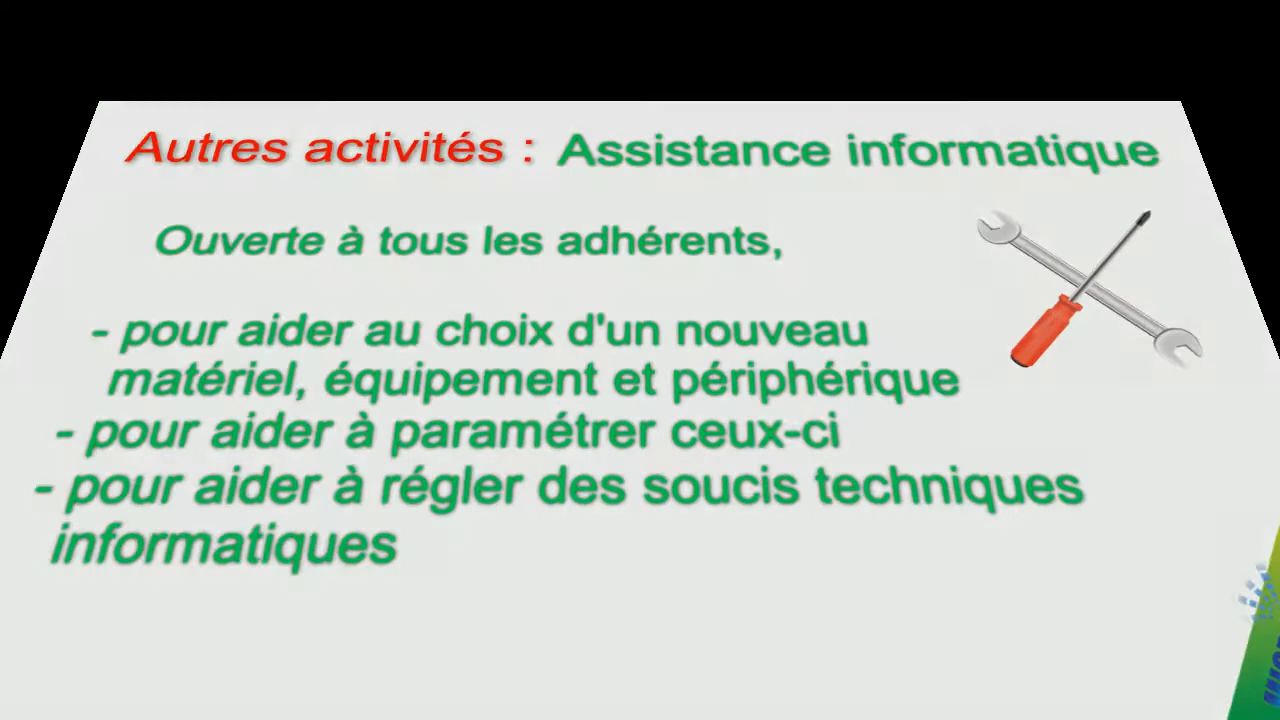 Autres activités : Assistance informatique
Ouverte à tous les adhérents,
- pour aider au choix d'un nouveau
matériel, équipement et périphérique
- pour aider à paramétrer ceux-ci
- pour aider à régler des soucis techniques
informatiques